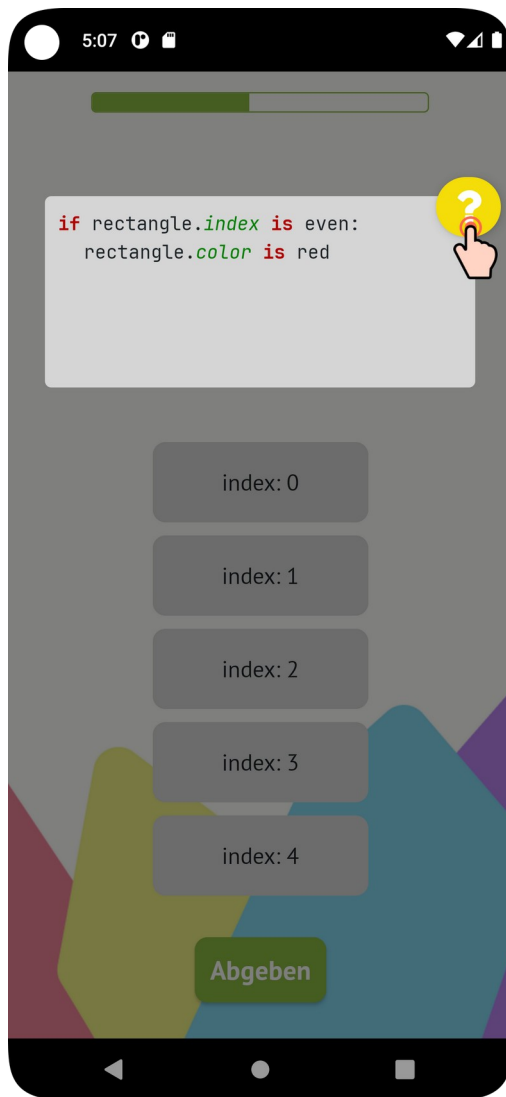 5:07
?
if rectangle.index is even:
  rectangle.color is red
index: 0
index: 1
index: 2
index: 3
index: 4
Abgeben